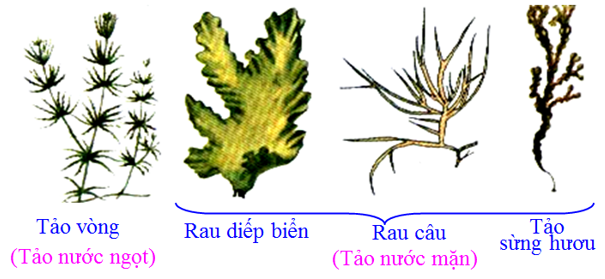 Tảo vòng
(Tảo nước ngọt)
Rau diếp biển
Rau câu
(Tảo nước mặn)
Tảo
sừng hươu